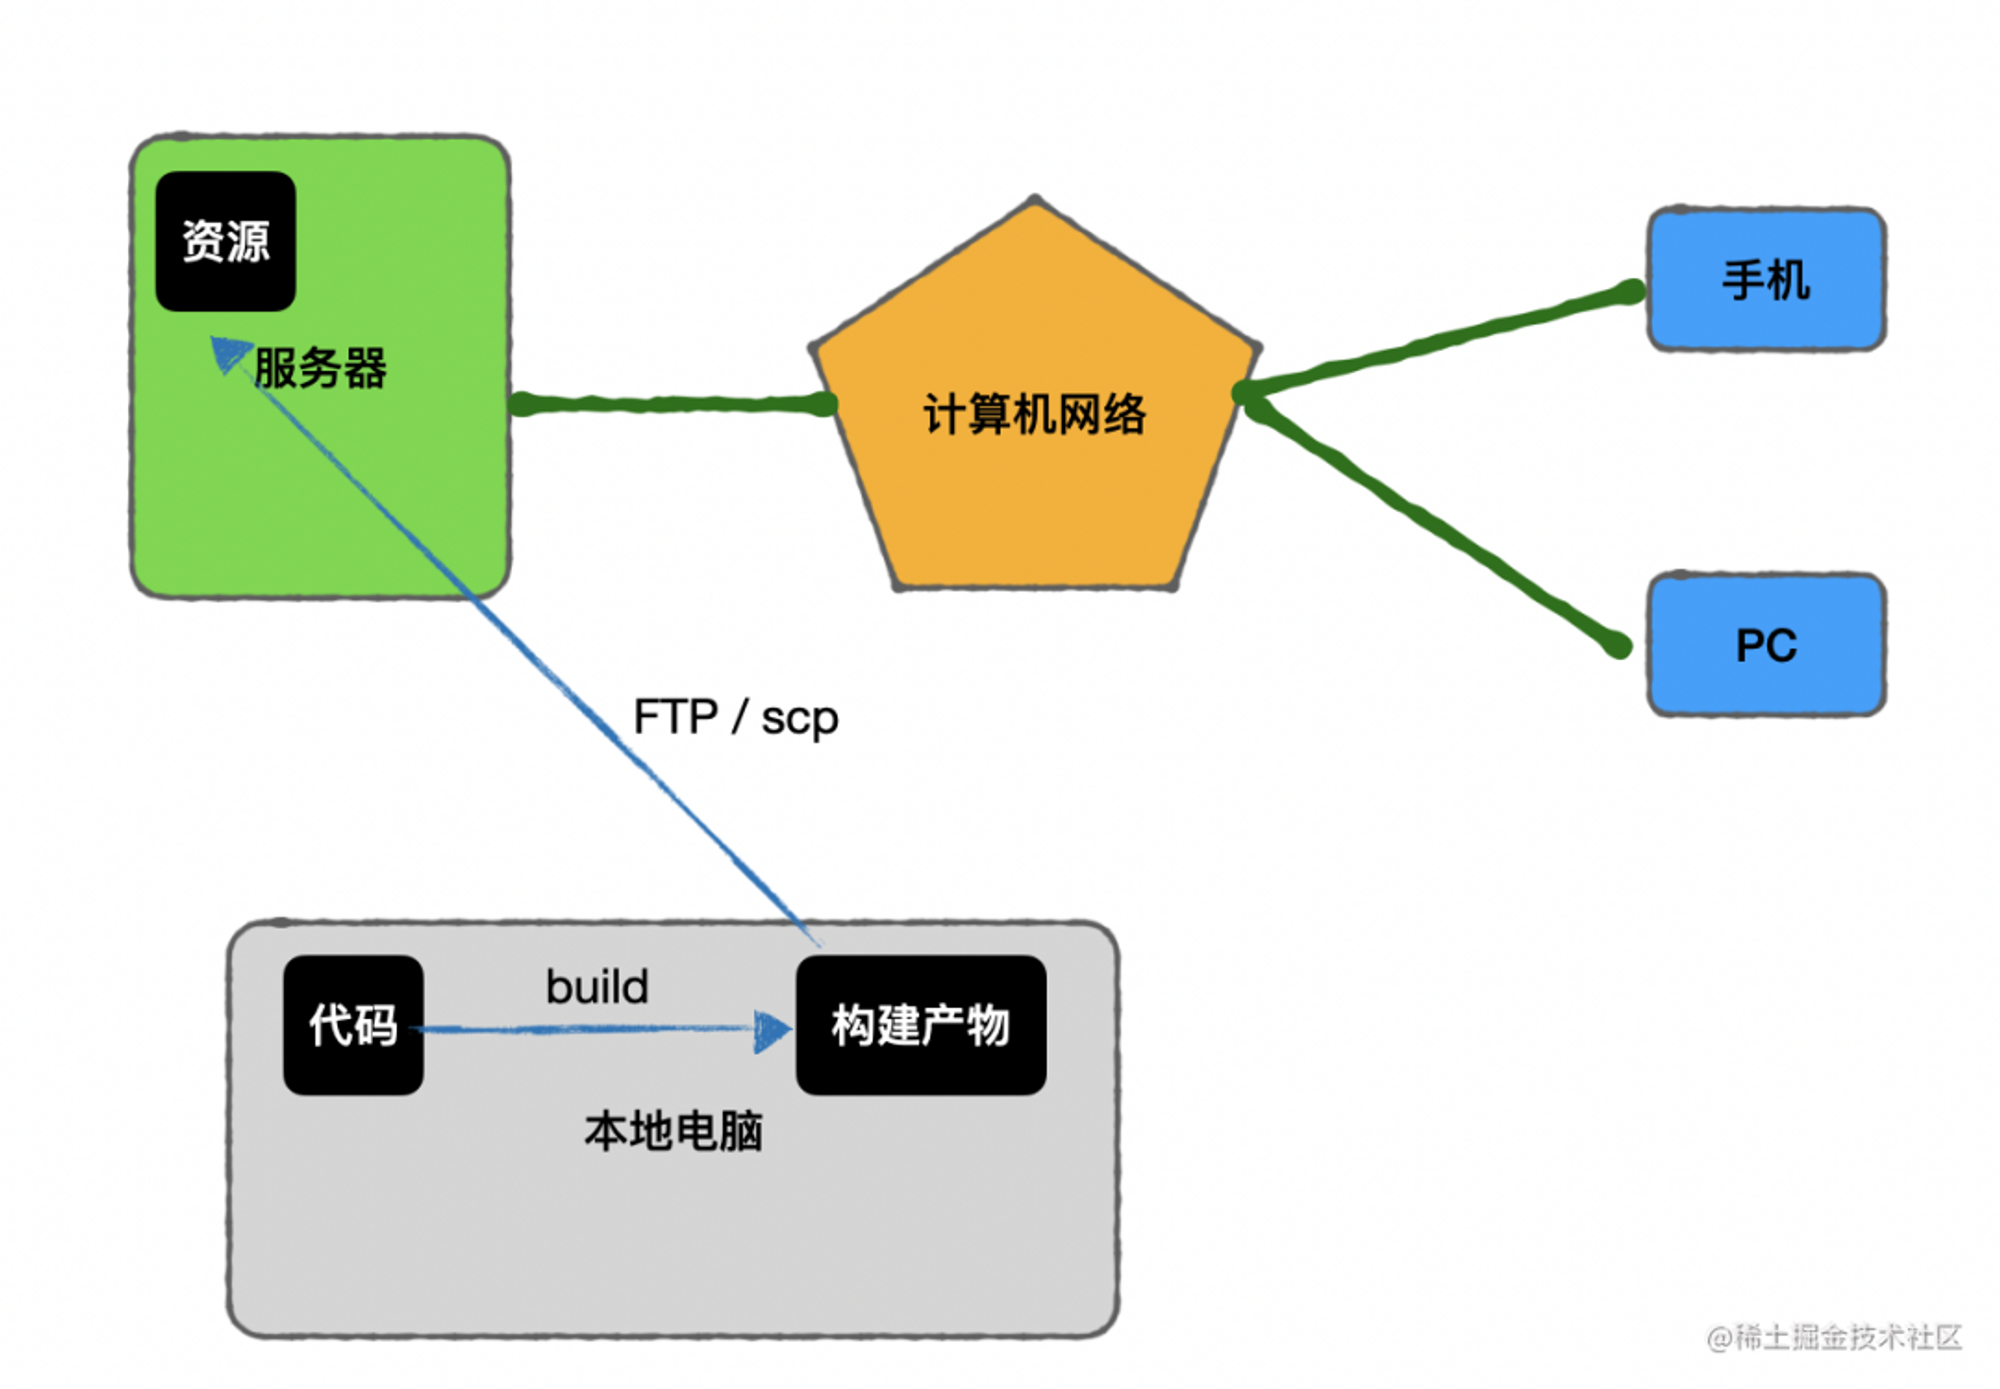 资源
服务器
计算机网络
手机
PC
FTP / scp
代码
build
构建产物
本地电脑
@稀土掘金技术社区